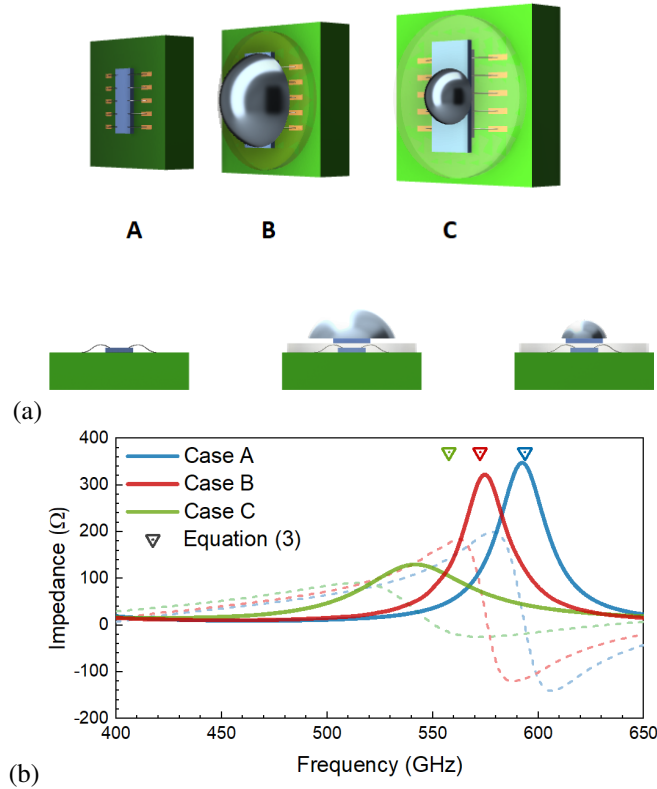 A B C
(a)
400
300
200
100
0
-100
-200
Impedance (Ω)
Case A
Case B
Case C
Equation (3)
400 450 500 550 600 650
Frequency (GHz)
(b)